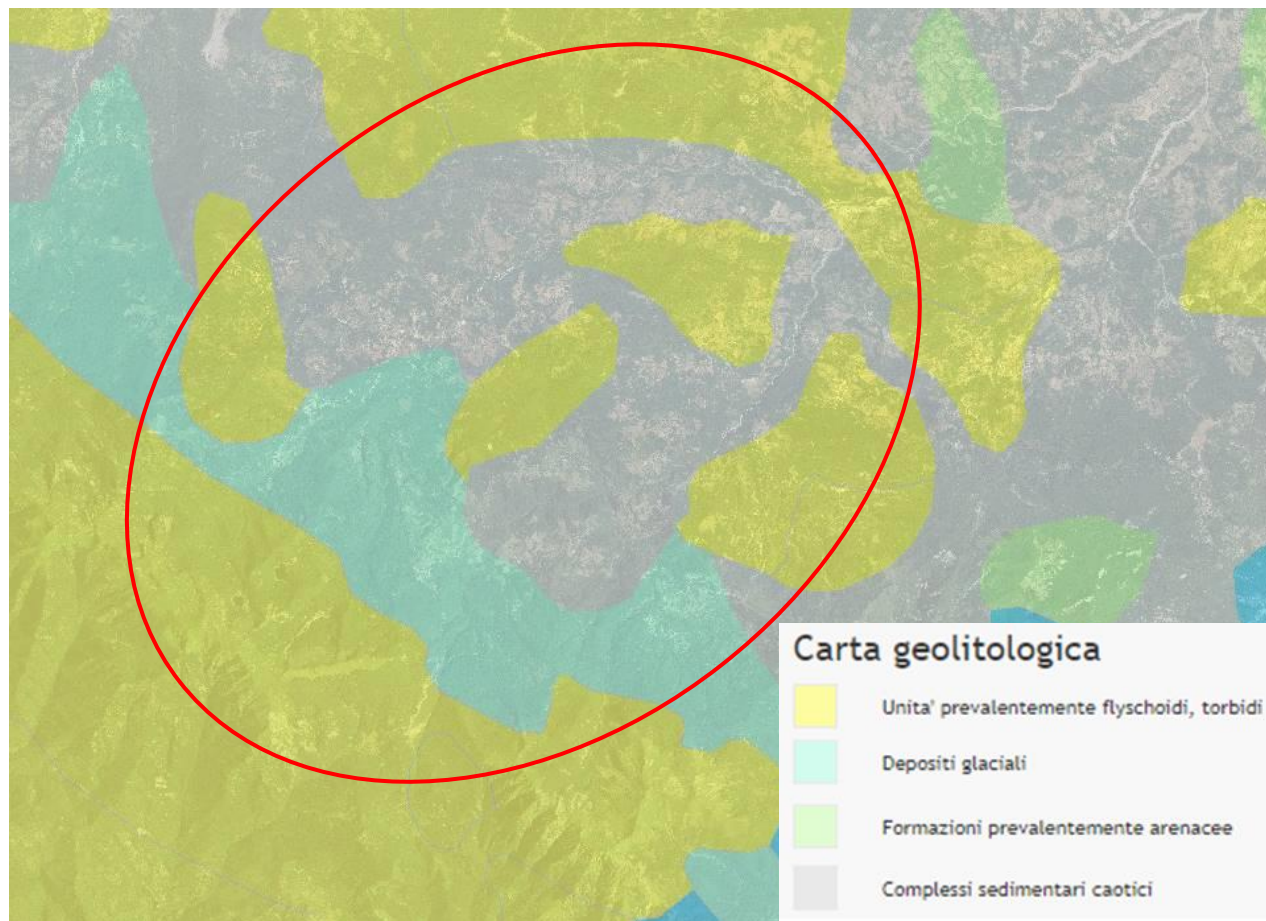 Carta geolitologica
Unita' prevalentemente flyschoidi, torbidi
Depositi glaciali
Formazioni prevalentemente arenacee
Complessi sedimentari caotici